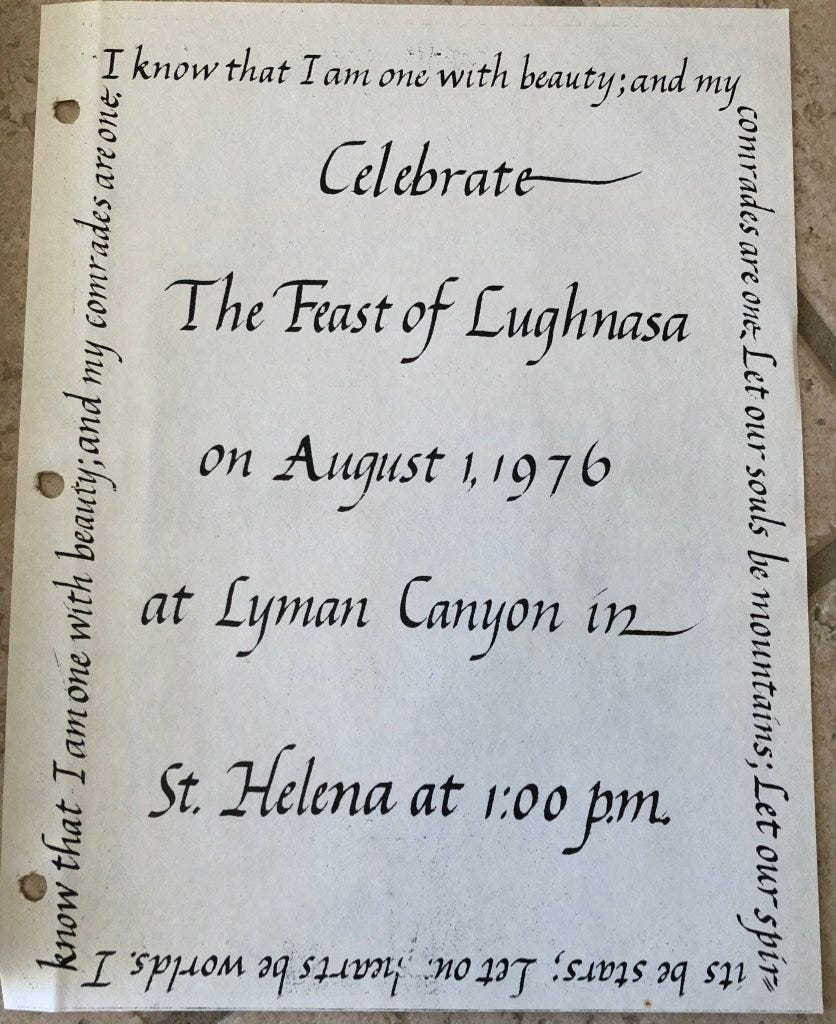 I know that I am one with beauty; and my
comrades are one. Let our souls be mountains; Let our spir=
its be stars; Let our hearts be worlds. I
know that I am one with beauty; and my comrades are one.
Celebrate
The Feast of Lughnasa
on August 1, 1976
at Lyman Canyon in
St. Helena at 1:00 p.m.